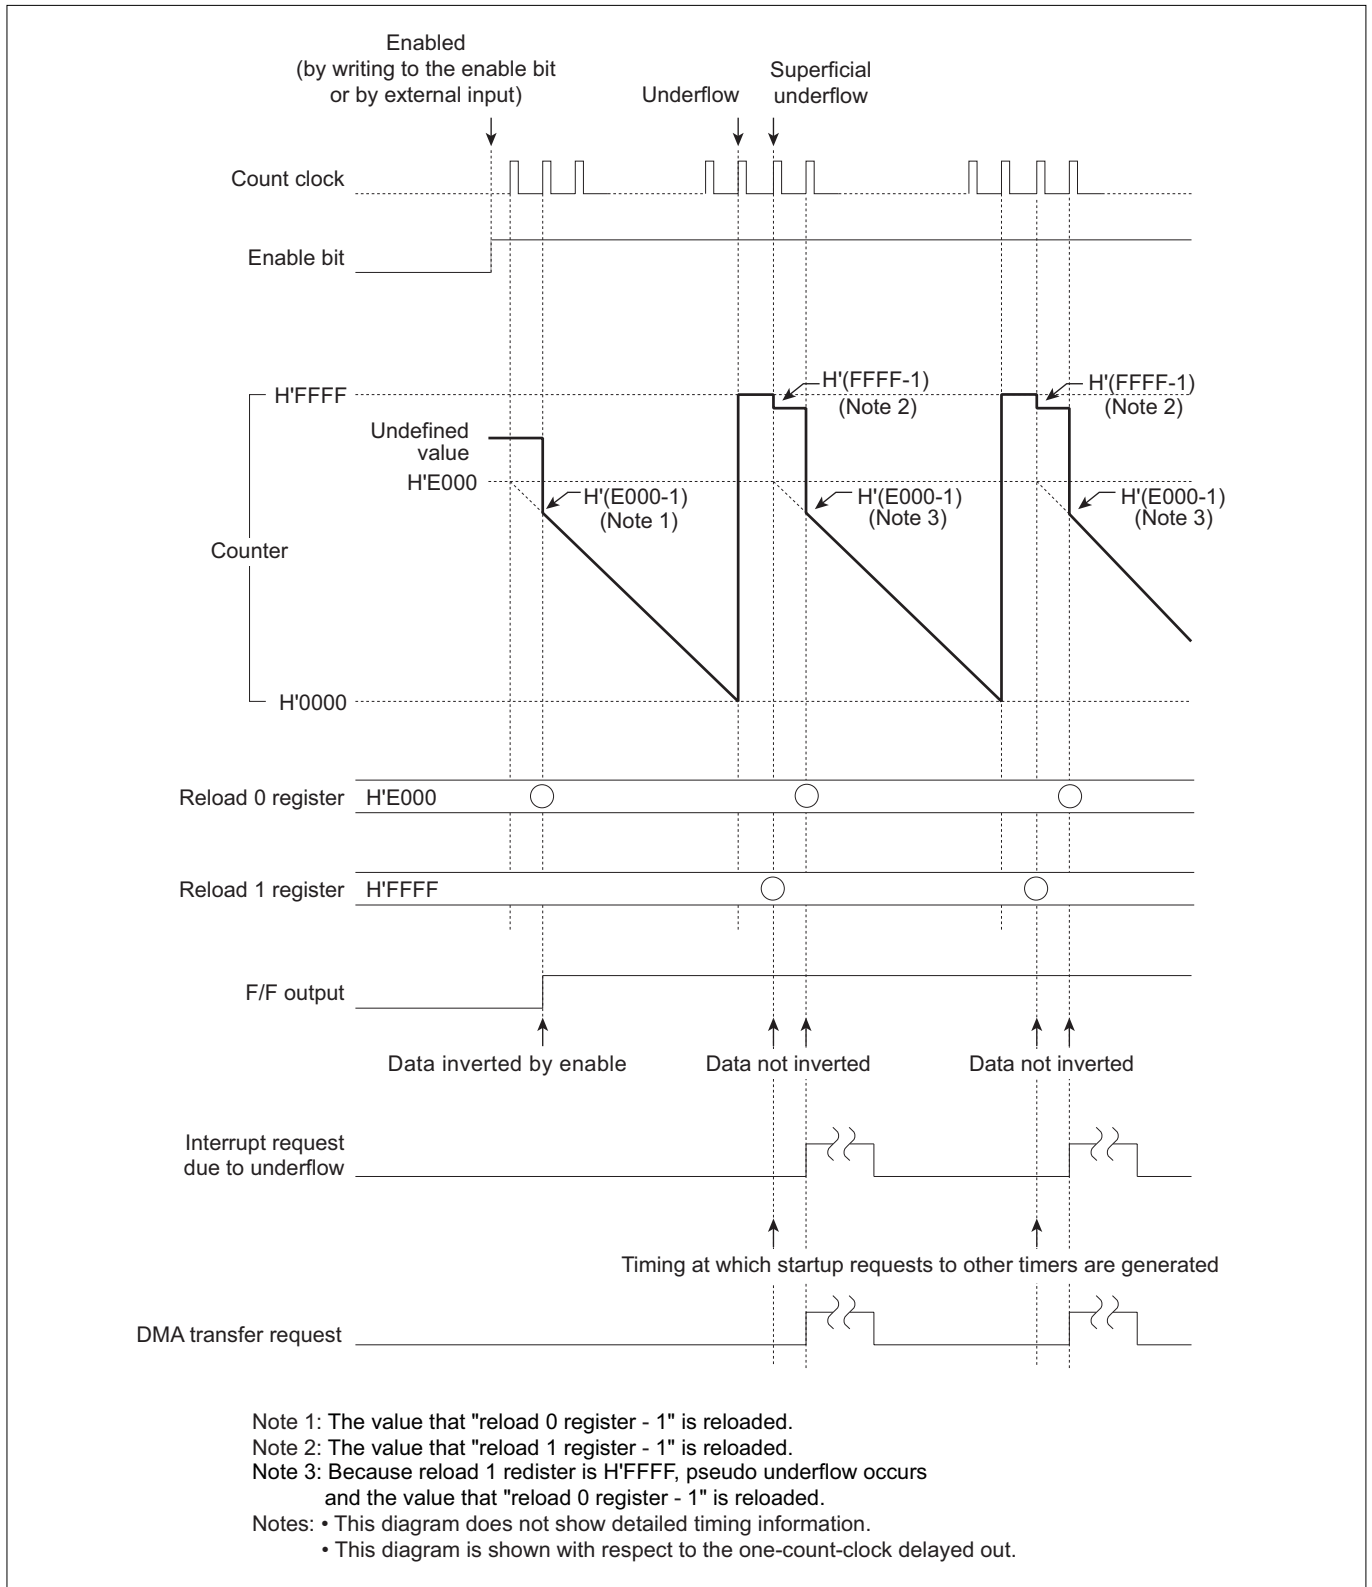 Enabled
(by writing to the enable bit
or by external input)
Underflow
Superficial
underflow
Count clock
Enable bit
H'FFFF
H'(FFFF-1)
(Note 2)
H'(FFFF-1)
(Note 2)
Undefined
value
H'E000
H'(E000-1)
(Note 1)
H'(E000-1)
(Note 3)
H'(E000-1)
(Note 3)
Counter
H'0000
Reload 0 register
H'E000
Reload 1 register
H'FFFF
F/F output
Data inverted by enable
Data not inverted
Data not inverted
Interrupt request
due to underflow
Timing at which startup requests to other timers are generated
DMA transfer request
Note 1: The value that "reload 0 register - 1" is reloaded.
Note 2: The value that "reload 1 register - 1" is reloaded.
Note 3: Because reload 1 redister is H'FFFF, pseudo underflow occurs
and the value that "reload 0 register - 1" is reloaded.
Notes: • This diagram does not show detailed timing information.
• This diagram is shown with respect to the one-count-clock delayed out.